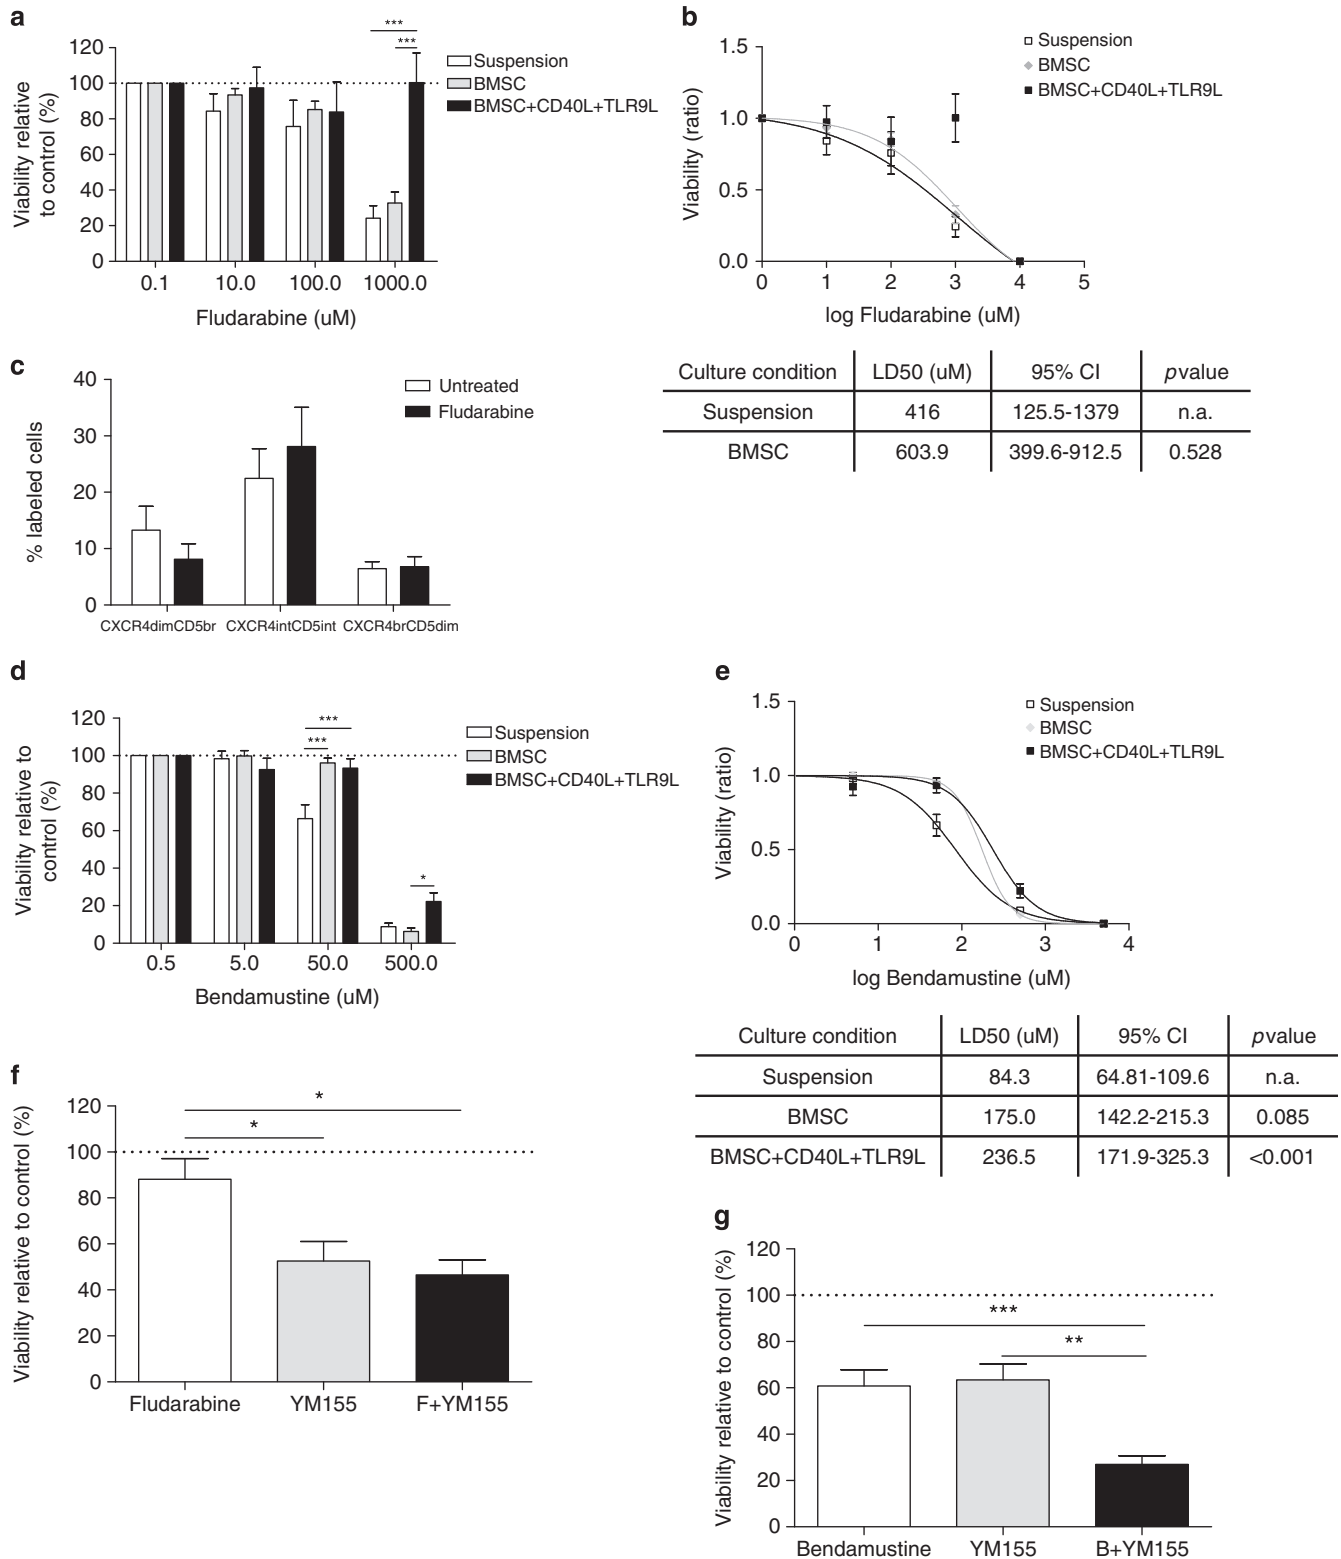 a
***
***
120
100
80
60
40
20
0
Viability relative
to control (%)
0.1 10.0 100.0 1000.0
Fludarabine (uM)
Suspension
BMSC
BMSC+CD40L+TLR9L
b
1.5
1.0
0.5
0.0
Viability (ratio)
0 1 2 3 4 5
log Fludarabine (uM)
Suspension
BMSC
BMSC+CD40L+TLR9L
Culture condition LD50 (uM) 95% CI pvalue
Suspension 416 125.5-1379 n.a.
BMSC 603.9 399.6-912.5 0.528
c
40
30
20
10
0
% labeled cells
Untreated
Fludarabine
CXCR4dimCD5br CXCR4intCD5int CXCR4brCD5dim
d
120
100
80
60
40
20
0
Viability relative to
control (%)
***
***
*
0.5 5.0 50.0 500.0
Bendamustine (uM)
Suspension
BMSC
BMSC+CD40L+TLR9L
e
1.5
1.0
0.5
0.0
Viability (ratio)
0 1 2 3 4
log Bendamustine (uM)
Suspension
BMSC
BMSC+CD40L+TLR9L
Culture condition LD50 (uM) 95% CI pvalue
Suspension 84.3 64.81-109.6 n.a.
BMSC 175.0 142.2-215.3 0.085
BMSC+CD40L+TLR9L 236.5 171.9-325.3 <0.001
f
120
100
80
60
40
20
0
Viability relative to control (%)
*
*
Fludarabine YM155 F+YM155
g
120
100
80
60
40
20
0
Viability relative to control (%)
***
**
Bendamustine YM155 B+YM155